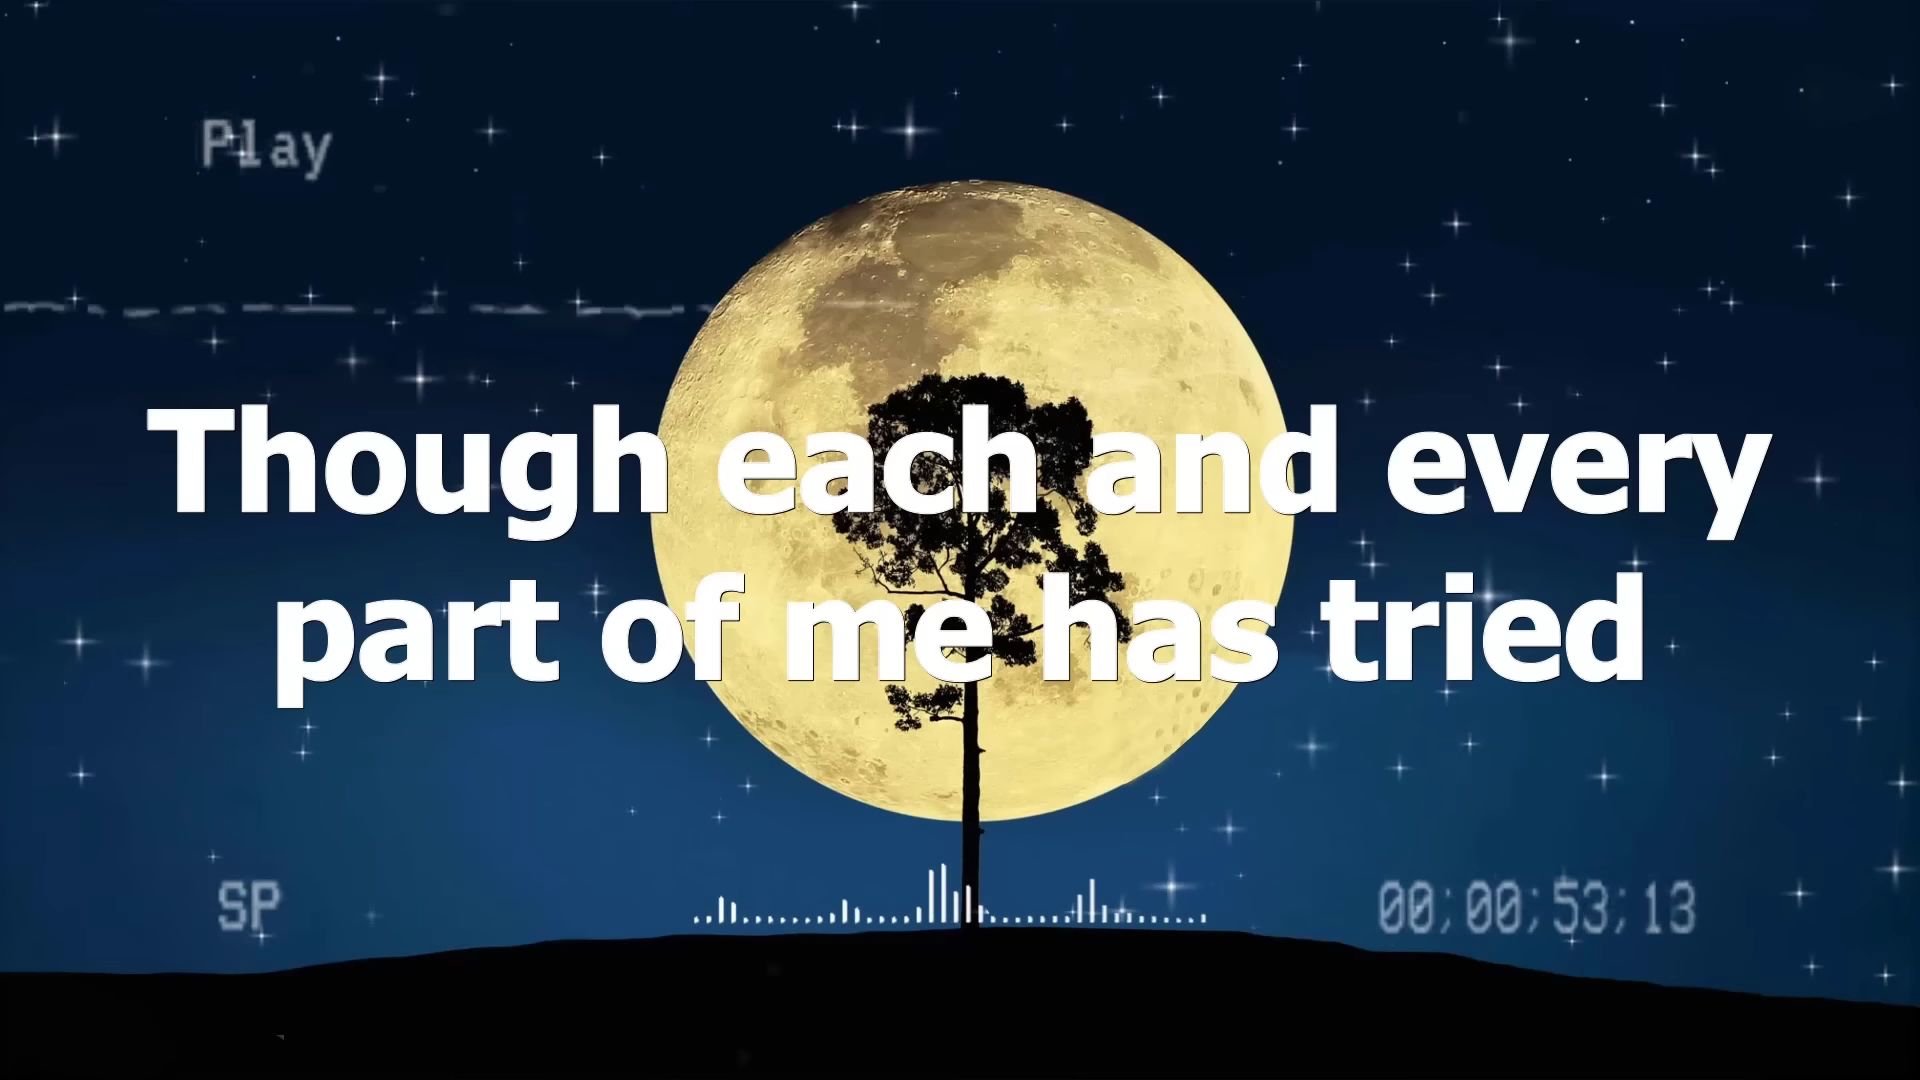 Play
Though each and every
part of me has tried
SP
00;00;53;13